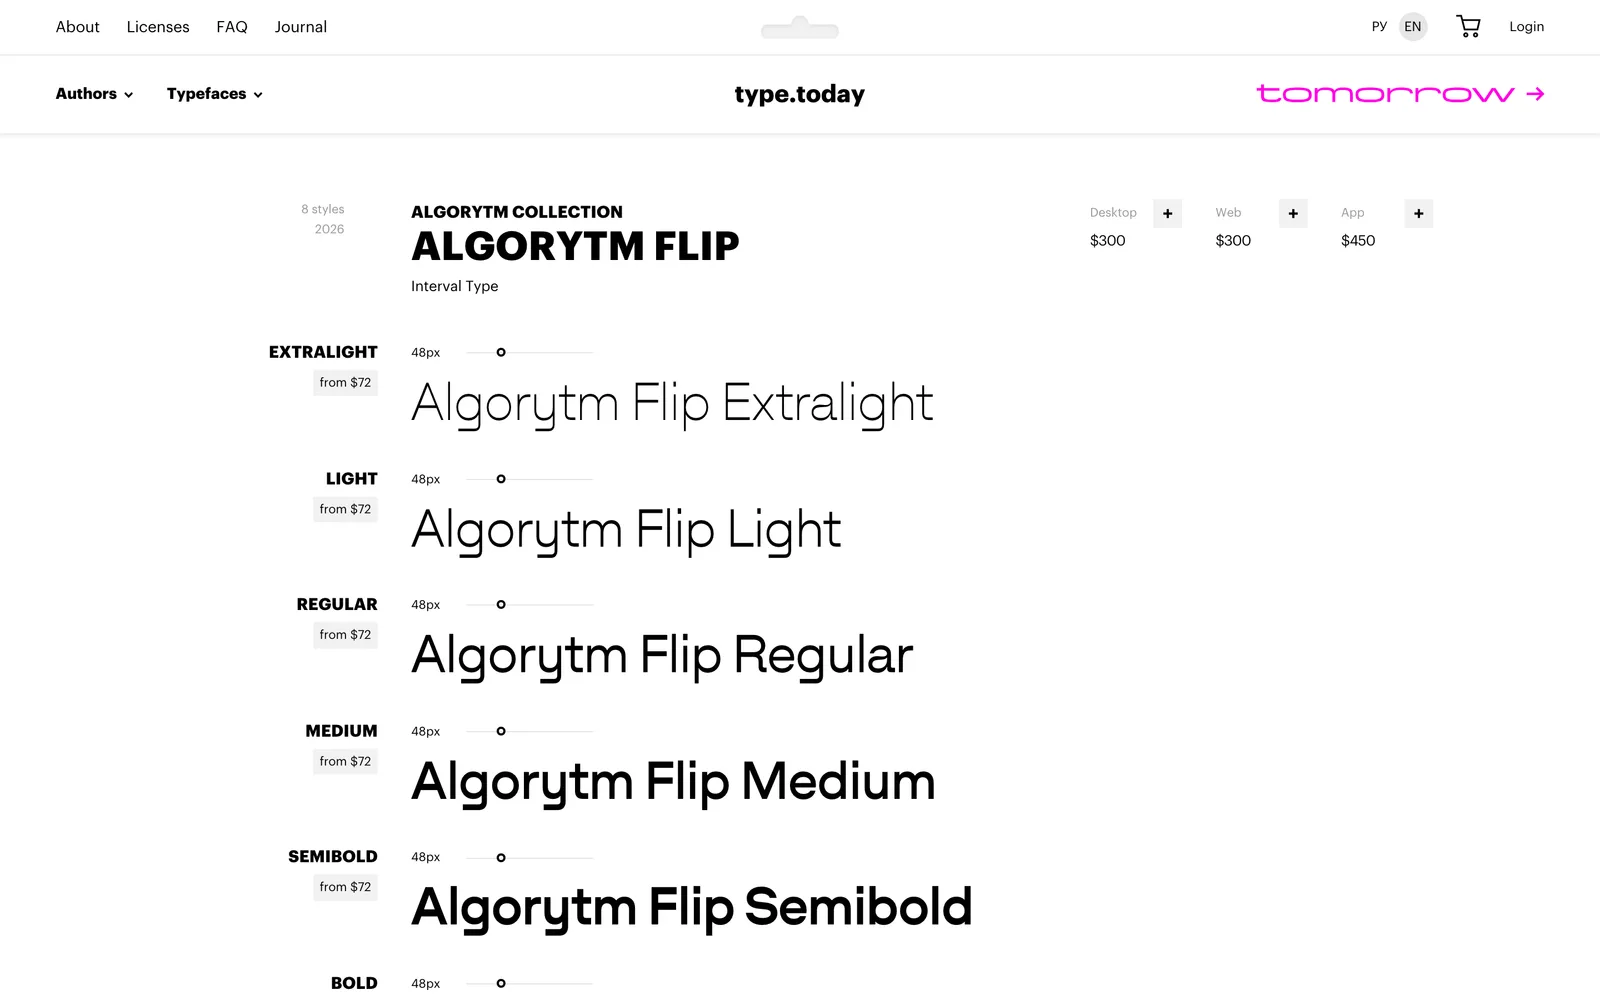 About Licenses FAQ Journal
РУ EN Login
Authors Typefaces
type.today
tomorrow →
8 styles
2026
ALGORYTM COLLECTION
ALGORYTM FLIP
Interval Type
Desktop +
$300
Web +
$300
App +
$450
EXTRALIGHT
from $72
48px
Algorytm Flip Extralight
LIGHT
from $72
48px
Algorytm Flip Light
REGULAR
from $72
48px
Algorytm Flip Regular
MEDIUM
from $72
48px
Algorytm Flip Medium
SEMIBOLD
from $72
48px
Algorytm Flip Semibold
BOLD
48px